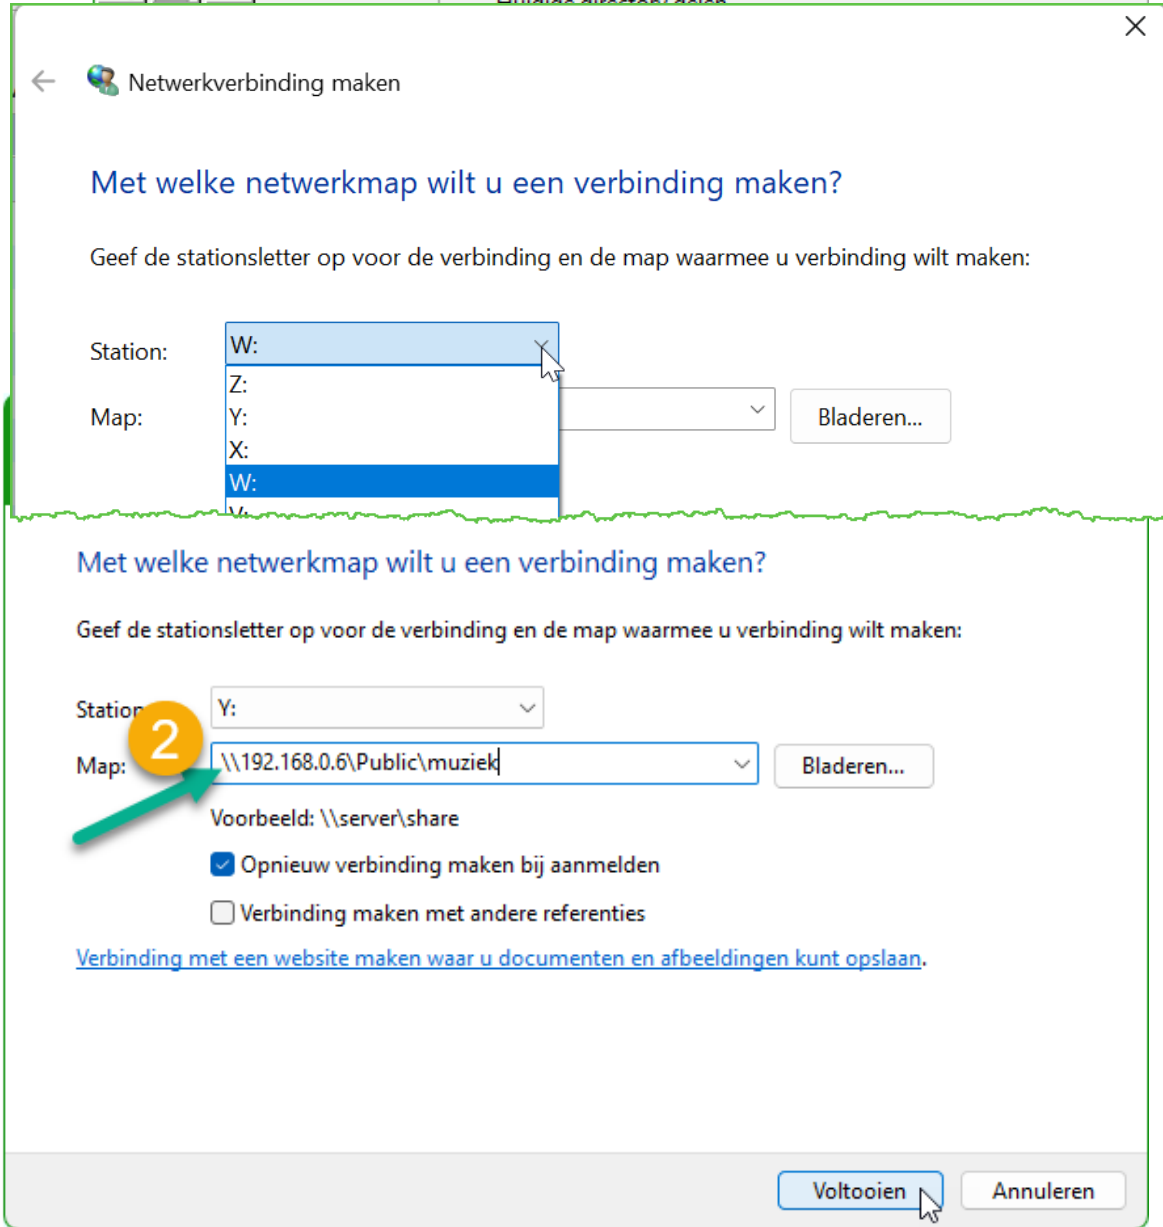 Huidige directory delen
Netwerkverbinding maken
Met welke netwerkmap wilt u een verbinding maken?
Geef de stationsletter op voor de verbinding en de map waarmee u verbinding wilt maken:
Station: W:
Z:
Map: Y: Bladeren...
X:
W:
V:
Met welke netwerkmap wilt u een verbinding maken?
Geef de stationsletter op voor de verbinding en de map waarmee u verbinding wilt maken:
Station Y:
2
Map: \\192.168.0.6\Public\muziek Bladeren...
Voorbeeld: \\server\share
Opnieuw verbinding maken bij aanmelden
Verbinding maken met andere referenties
Verbinding met een website maken waar u documenten en afbeeldingen kunt opslaan.
Voltooien Annuleren